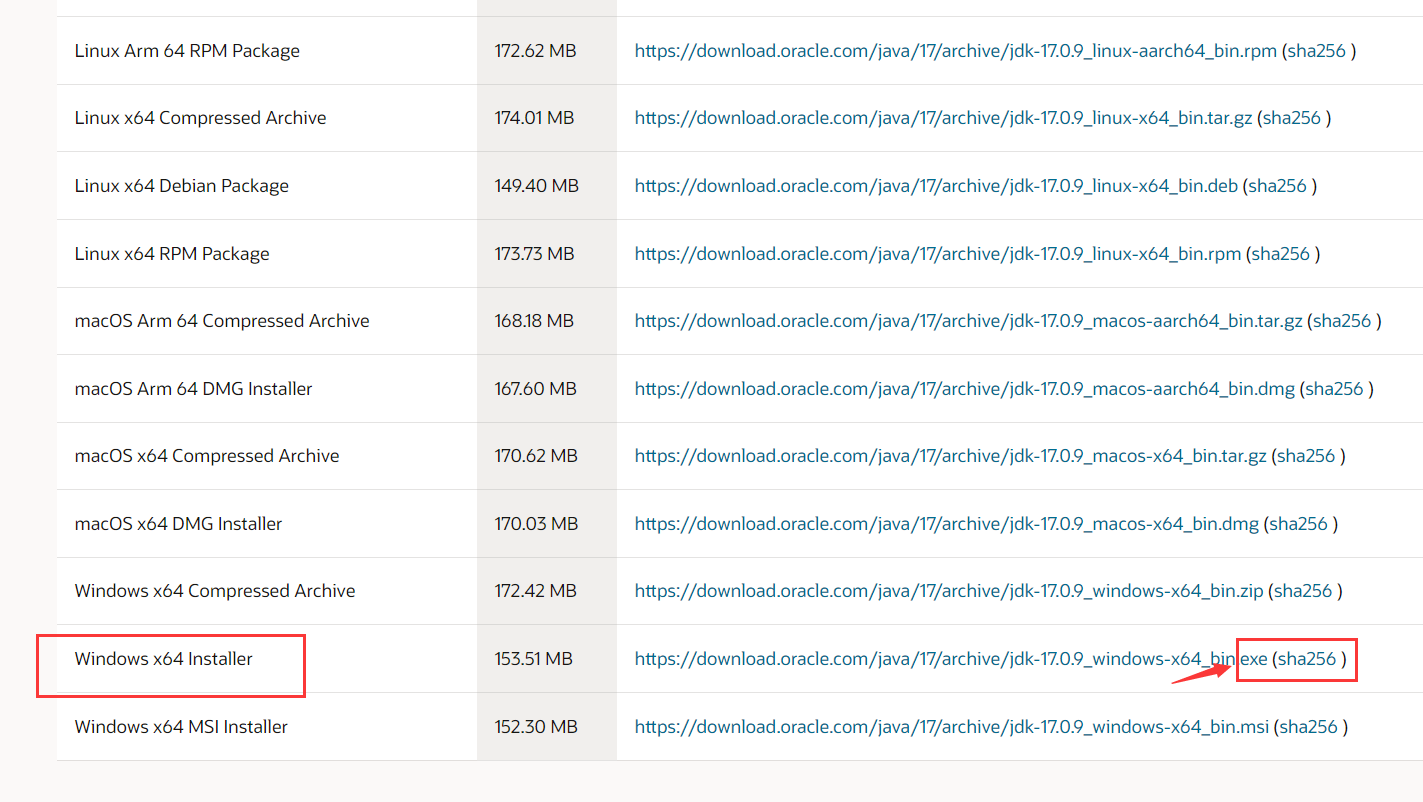 Linux Arm 64 RPM Package 172.62 MB https://download.oracle.com/java/17/archive/jdk-17.0.9_linux-aarch64_bin.rpm (sha256 )
Linux x64 Compressed Archive 174.01 MB https://download.oracle.com/java/17/archive/jdk-17.0.9_linux-x64_bin.tar.gz (sha256 )
Linux x64 Debian Package 149.40 MB https://download.oracle.com/java/17/archive/jdk-17.0.9_linux-x64_bin.deb (sha256 )
Linux x64 RPM Package 173.73 MB https://download.oracle.com/java/17/archive/jdk-17.0.9_linux-x64_bin.rpm (sha256 )
macOS Arm 64 Compressed Archive 168.18 MB https://download.oracle.com/java/17/archive/jdk-17.0.9_macos-aarch64_bin.tar.gz (sha256 )
macOS Arm 64 DMG Installer 167.60 MB https://download.oracle.com/java/17/archive/jdk-17.0.9_macos-aarch64_bin.dmg (sha256 )
macOS x64 Compressed Archive 170.62 MB https://download.oracle.com/java/17/archive/jdk-17.0.9_macos-x64_bin.tar.gz (sha256 )
macOS x64 DMG Installer 170.03 MB https://download.oracle.com/java/17/archive/jdk-17.0.9_macos-x64_bin.dmg (sha256 )
Windows x64 Compressed Archive 172.42 MB https://download.oracle.com/java/17/archive/jdk-17.0.9_windows-x64_bin.zip (sha256 )
Windows x64 Installer 153.51 MB https://download.oracle.com/java/17/archive/jdk-17.0.9_windows-x64_bin.exe (sha256 )
Windows x64 MSI Installer 152.30 MB https://download.oracle.com/java/17/archive/jdk-17.0.9_windows-x64_bin.msi (sha256 )